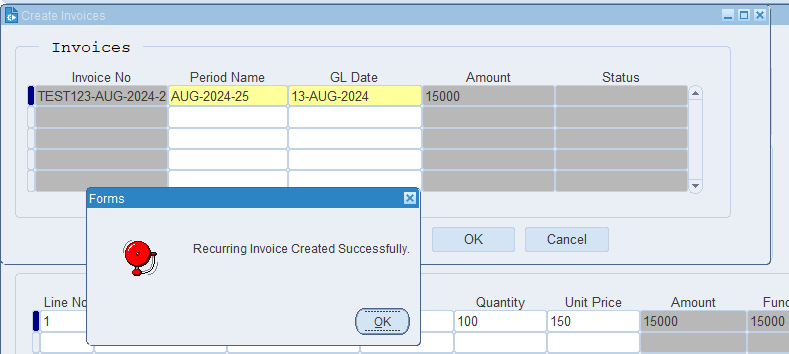 Create Invoices
Invoices
Invoice No Period Name GL Date Amount Status
TEST123-AUG-2024-2 AUG-2024-25 13-AUG-2024 15000
Forms
Recurring Invoice Created Successfully.
OK
OK Cancel
Line No Quantity Unit Price Amount Func
1 100 150 15000 15000